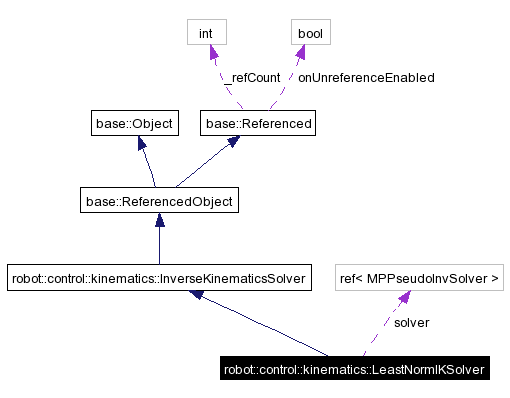 int
bool
_refCount
onUnreferenceEnabled
base::Object
base::Referenced
base::ReferencedObject
robot::control::kinematics::InverseKinematicsSolver
ref< MPPseudoInvSolver >
solver
robot::control::kinematics::LeastNormIKSolver